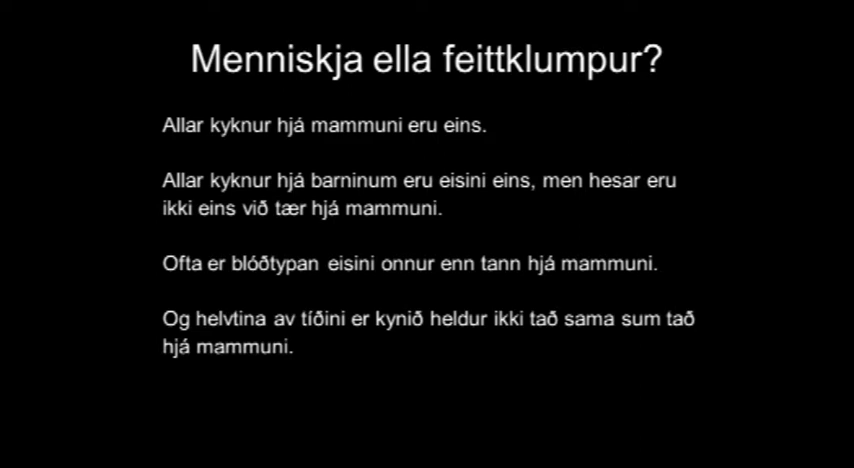 Menniskja ella feittklumpur?
Allar kyknur hjá mammuni eru eins.
Allar kyknur hjá barninum eru eisini eins, men hesar eru
ikki eins við tær hjá mammuni.
Ofta er blóðtypan eisini onnur enn tann hjá mammuni.
Og helvtina av tíðini er kynið heldur ikki tað sama sum tað
hjá mammuni.